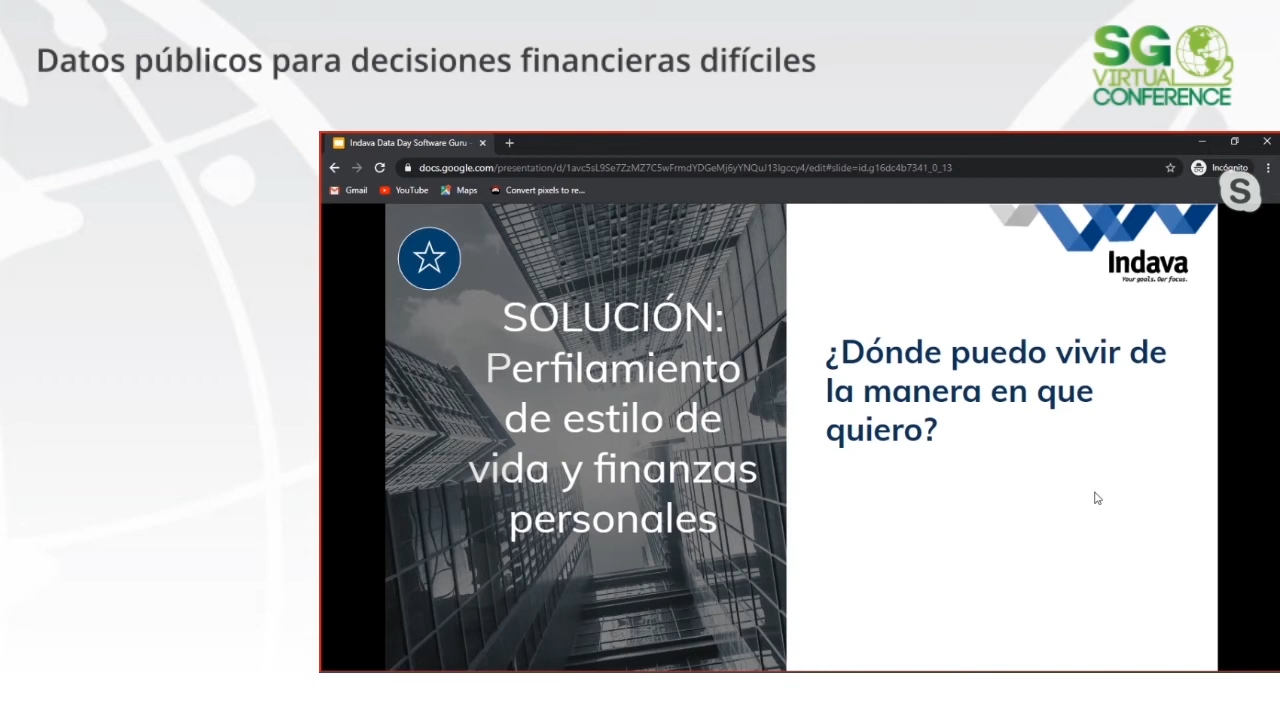 Datos públicos para decisiones financieras difíciles
SG
VIRTUAL
CONFERENCE
Indava Data Day Software Guru -
docs.google.com/presentation/d/1avc5sL9Se7ZzMZ7C5wFrmdYDGeMj6yYNQuJ13Igccy4/edit#slide=id.g16dc4b7341_0_13
Incógnito
Gmail
YouTube
Maps
Convert pixels to re...
S
SOLUCIÓN:
Perfilamiento
de estilo de
vida y finanzas
personales
Indava
Your goals. Our focus.
¿Dónde puedo vivir de
la manera en que
quiero?